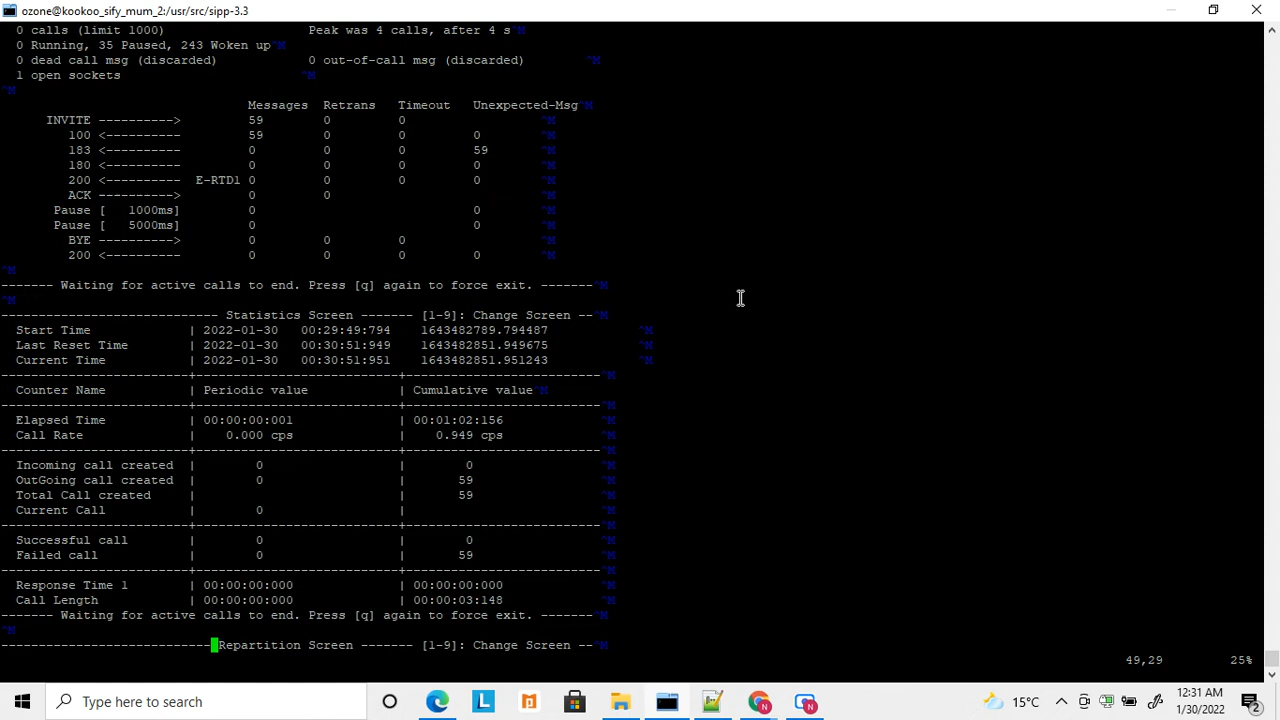 ozone@kookoo_sify_mum_2:/usr/src/sipp-3.3
0 calls (limit 1000) Peak was 4 calls, after 4 s^M
0 Running, 35 Paused, 243 Woken up^M
0 dead call msg (discarded) 0 out-of-call msg (discarded) ^M
1 open sockets ^M
^M
Messages Retrans Timeout Unexpected-Msg^M
INVITE ----------> 59 0 0 ^M
100 <---------- 59 0 0 0 ^M
183 <---------- 0 0 0 59 ^M
180 <---------- 0 0 0 0 ^M
200 <---------- E-RTD1 0 0 0 0 ^M
ACK ----------> 0 0 ^M
Pause [ 1000ms] 0 0 ^M
Pause [ 5000ms] 0 0 ^M
BYE ----------> 0 0 0 ^M
200 <---------- 0 0 0 0 ^M
^M
------- Waiting for active calls to end. Press [q] again to force exit. -------^M
^M
----------------------------- Statistics Screen ------- [1-9]: Change Screen --^M
Start Time | 2022-01-30 00:29:49:794 1643482789.794487 ^M
Last Reset Time | 2022-01-30 00:30:51:949 1643482851.949675 ^M
Current Time | 2022-01-30 00:30:51:951 1643482851.951243 ^M
-------------------------+---------------------------+--------------------------^M
Counter Name | Periodic value | Cumulative value^M
-------------------------+---------------------------+--------------------------^M
Elapsed Time | 00:00:00:001 | 00:01:02:156 ^M
Call Rate | 0.000 cps | 0.949 cps ^M
-------------------------+---------------------------+--------------------------^M
Incoming call created | 0 | 0 ^M
OutGoing call created | 0 | 59 ^M
Total Call created | | 59 ^M
Current Call | 0 | ^M
-------------------------+---------------------------+--------------------------^M
Successful call | 0 | 0 ^M
Failed call | 0 | 59 ^M
-------------------------+---------------------------+--------------------------^M
Response Time 1 | 00:00:00:000 | 00:00:00:000 ^M
Call Length | 00:00:00:000 | 00:00:03:148 ^M
------- Waiting for active calls to end. Press [q] again to force exit. -------^M
^M
---------------------------- Repartition Screen ------- [1-9]: Change Screen --^M
49,29 25%
Type here to search
15°C
12:31 AM
1/30/2022
2